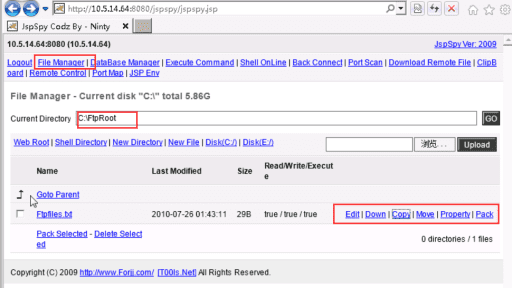 https://10.5.14.64:8080/jspspy/jspspy.jsp
JspSpy Codz By - Ninty
10.5.14.64:8080 (10.5.14.64)
JspSpy Ver: 2009
Logout | File Manager | DataBase Manager | Execute Command | Shell OnLine | Back Connect | Port Scan | Download Remote File | ClipB
oard | Remote Control | Port Map | JSP Env
File Manager - Current disk "C:\" total 5.86G
Current Directory C:\FtpRoot GO
Web Root | Shell Directory | New Directory | New File | Disk(C:/) | Disk(E:/) 浏览... Upload
Name Last Modified Size Read/Write/Execut
e
Goto Parent
Ftpfiles.txt 2010-07-26 01:43:11 29B true / true / true Edit | Down | Copy | Move | Property | Pack
Pack Selected - Delete Select
ed
0 directories / 1 files
Copyright (C) 2009 http://www.Forjj.com/ [T00ls.Net] All Rights Reserved.